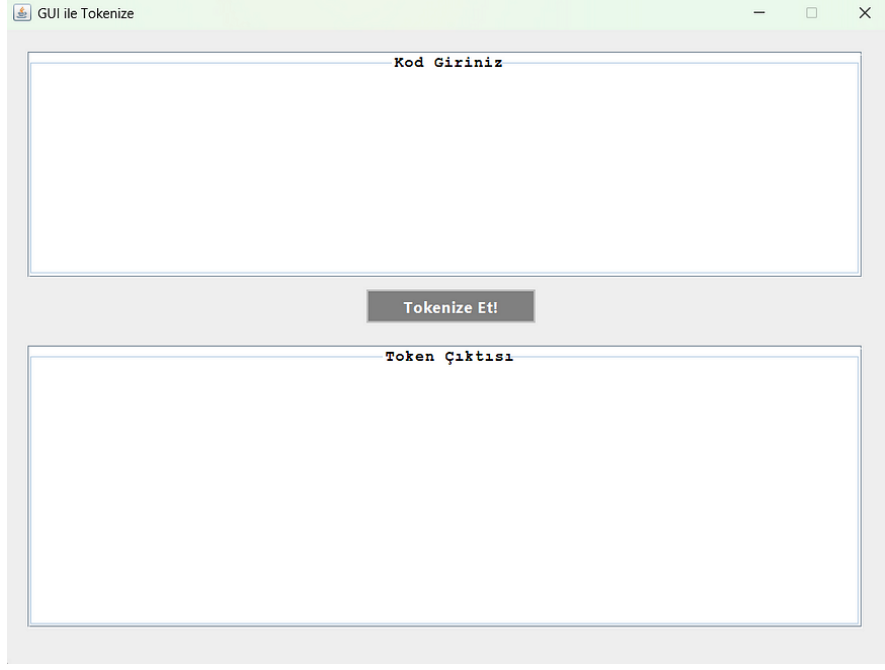 GUI ile Tokenize
Kod Giriniz
Tokenize Et!
Token Çıktısı